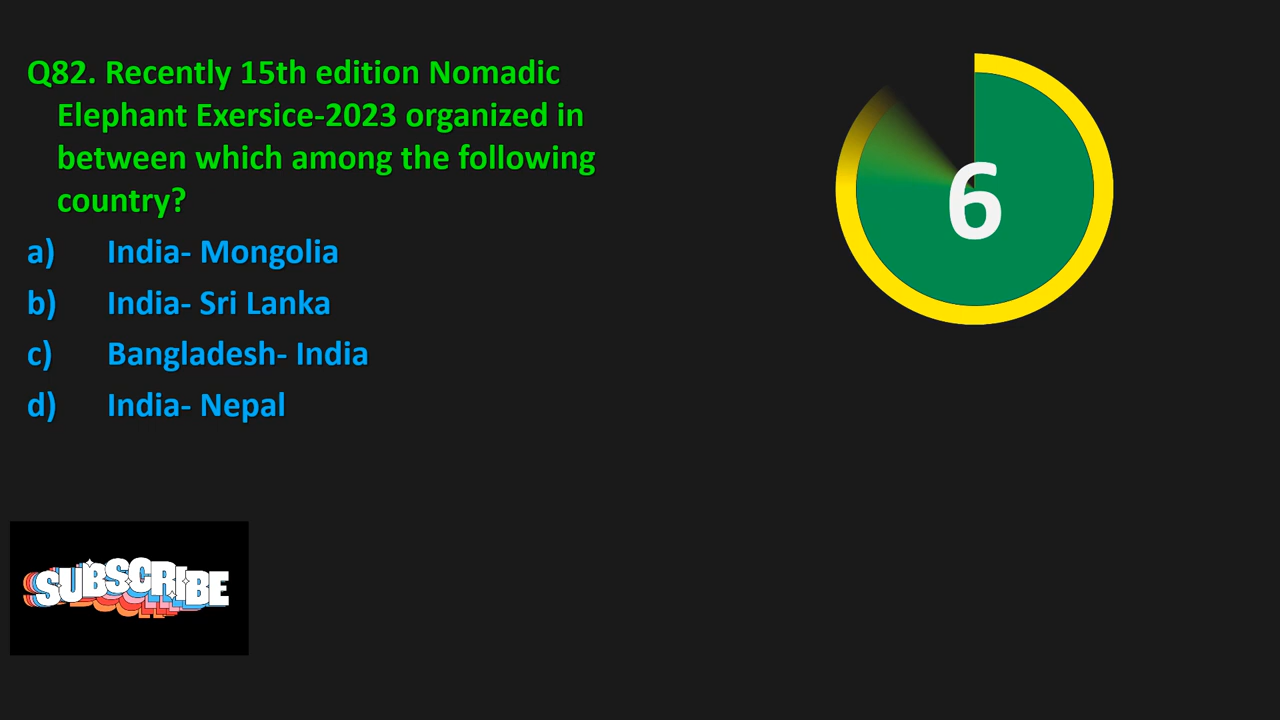 Q82. Recently 15th edition Nomadic
Elephant Exersice-2023 organized in
between which among the following
country?
a) India- Mongolia
b) India- Sri Lanka
c) Bangladesh- India
d) India- Nepal
6
SUBSCRIBE